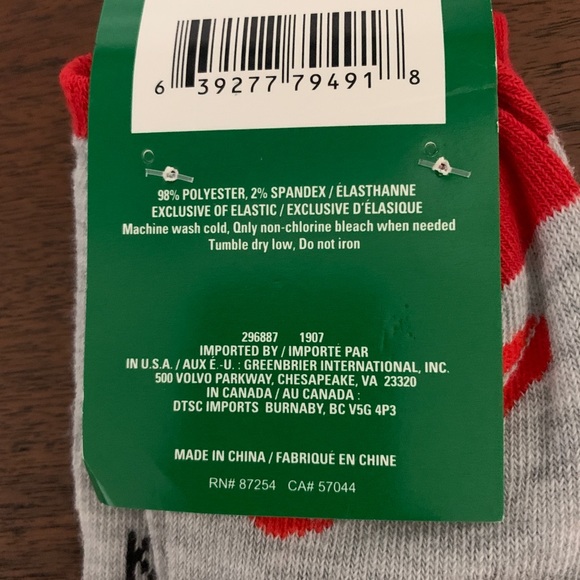 6 39277 79491 8
98% POLYESTER, 2% SPANDEX / ÉLASTHANNE
EXCLUSIVE OF ELASTIC / EXCLUSIVE D'ÉLASIQUE
Machine wash cold, Qnly non-chlorine bleach when needed
Tumble dry low, Do not iron
296887 1907
IMPORTED BY / IMPORTÉ PAR
IN U.S.A. / AUX É.-U. : GREENBRIER INTERNATIONAL, INC.
500 VOLVO PARKWAY, CHESAPEAKE, VA 23320
IN CANADA / AU CANADA :
DTSC IMPORTS BURNABY, BC V5G 4P3
MADE IN CHINA / FABRIQUÉ EN CHINE
RN# 87254 CA# 57044